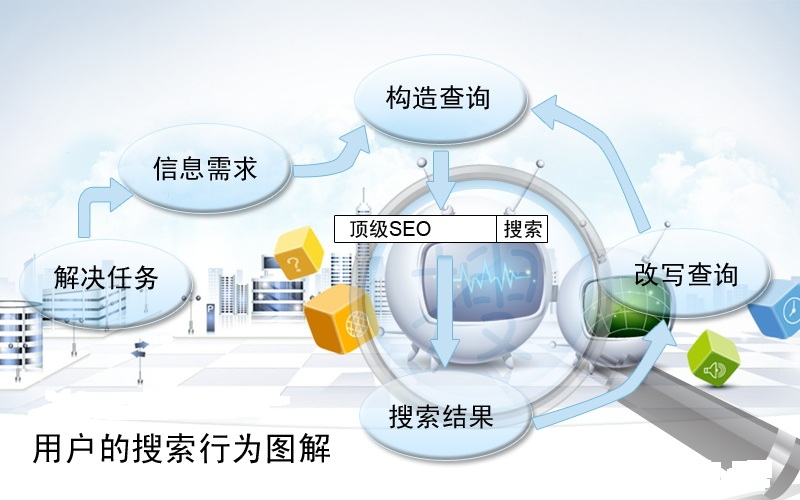 构造查询
信息需求
顶级SEO 搜索
解决任务
改写查询
搜索结果
用户的搜索行为图解
P
?